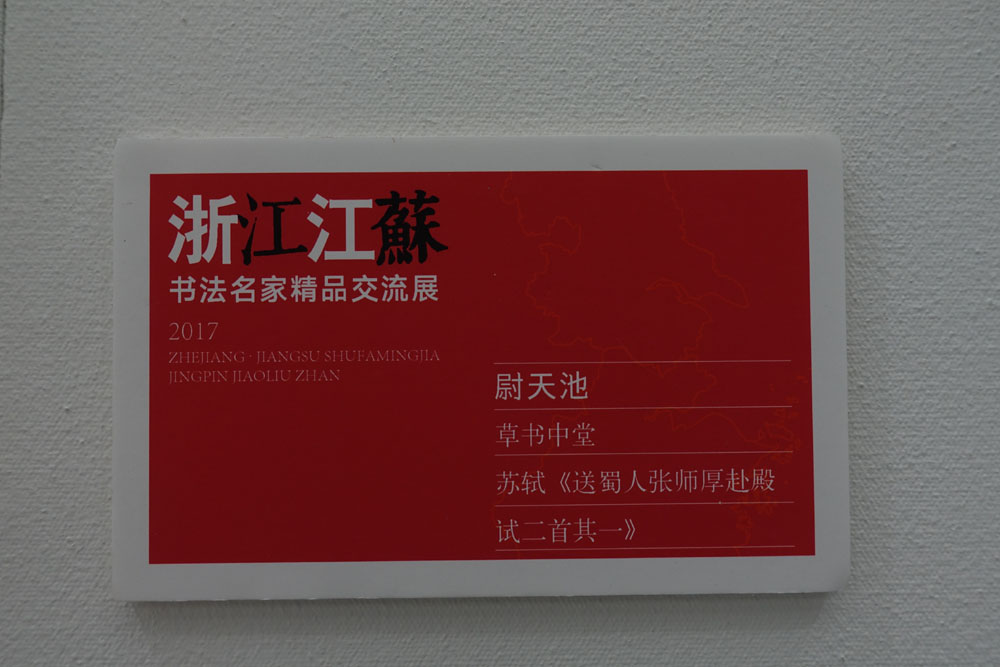 浙江江蘇
书法名家精品交流展
2017
ZHEJIANG · JIANGSU SHUFAMINGJIA
JINGPIN JIAOLIU ZHAN
尉天池
草书中堂
苏轼《送蜀人张师厚赴殿
试二首其一》